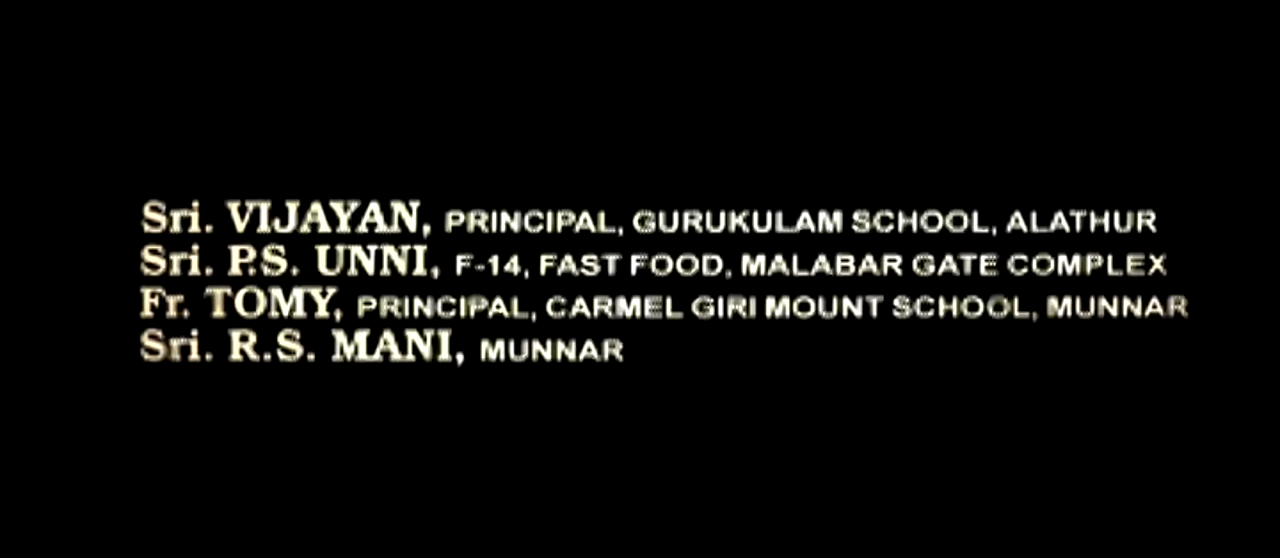 Sri. VIJAYAN, PRINCIPAL, GURUKULAM SCHOOL, ALATHUR
Sri. P.S. UNNI, F-14, FAST FOOD, MALABAR GATE COMPLEX
Fr. TOMY, PRINCIPAL, CARMEL GIRI MOUNT SCHOOL, MUNNAR
Sri. R.S. MANI, MUNNAR